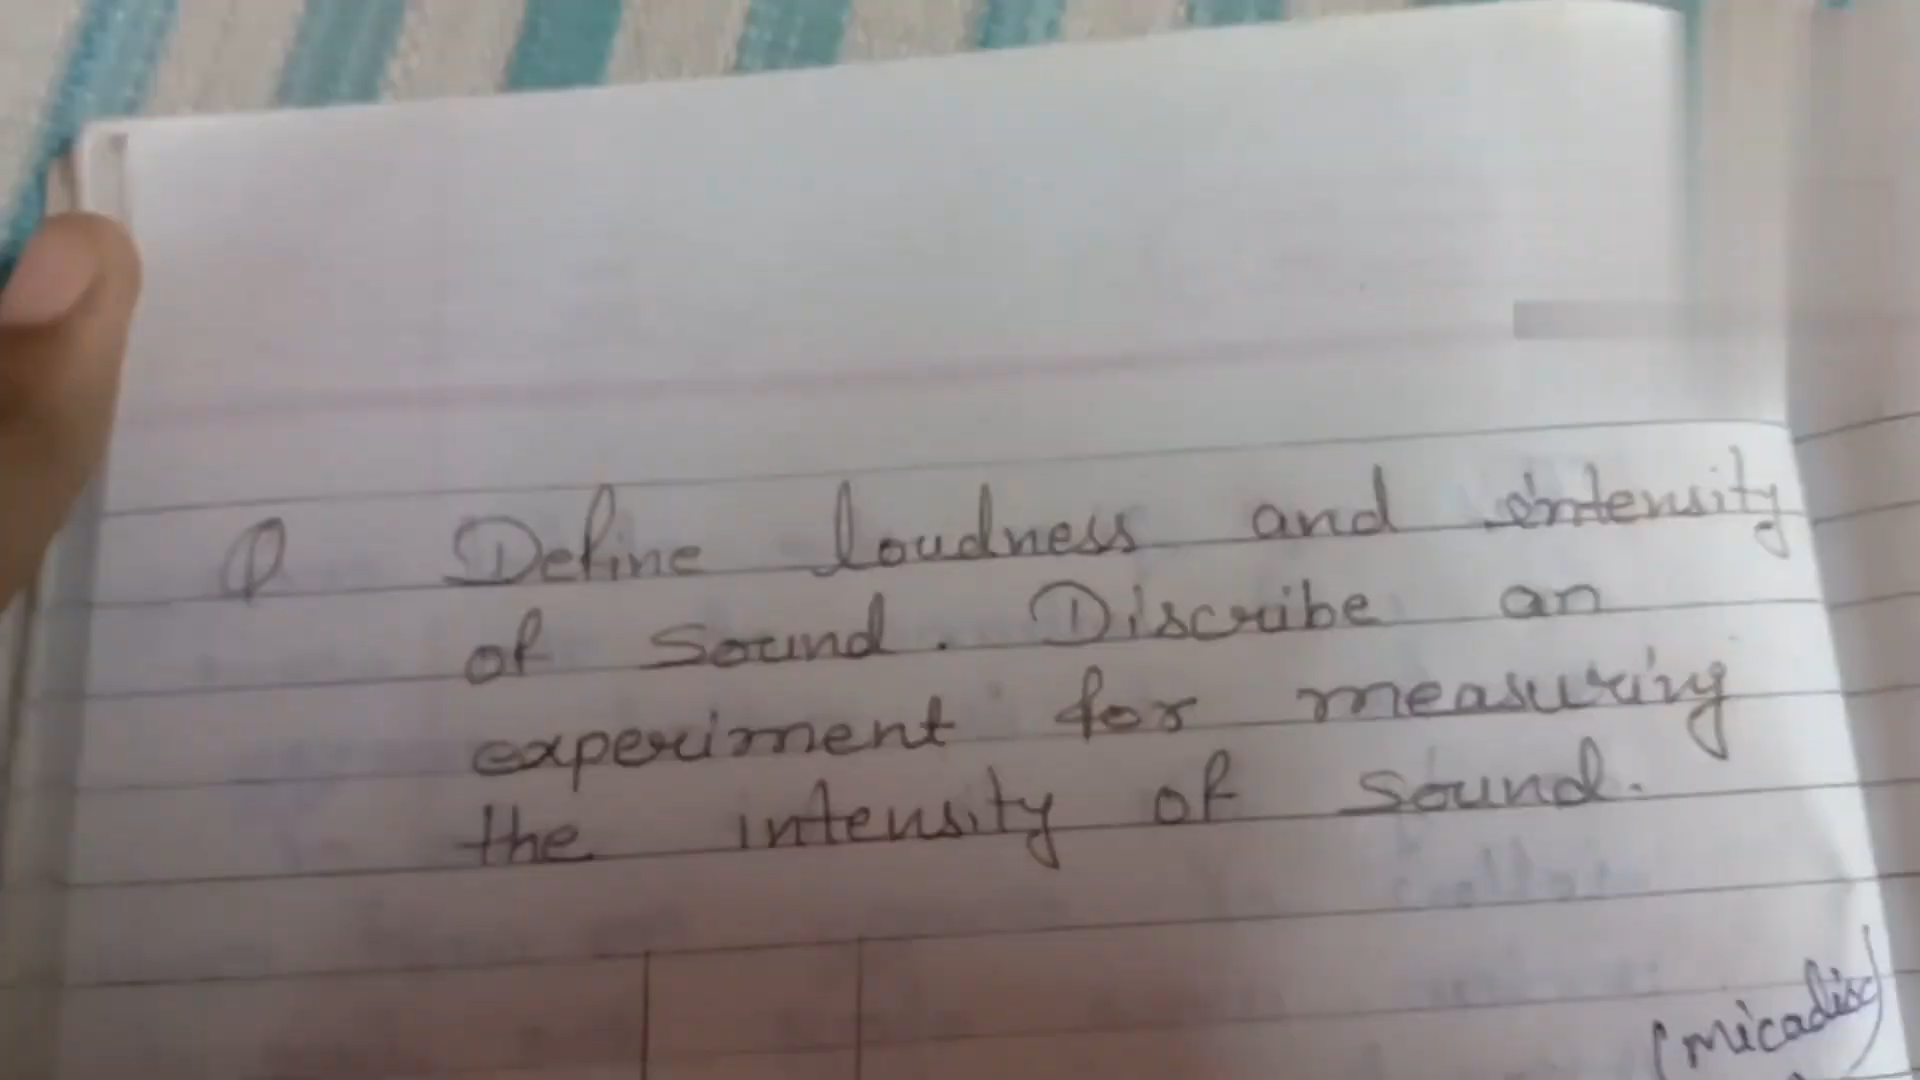 Q Define loudness and intensity
of Sound. Discribe an
experiment for measuring
the intensity of sound.
(micadisc)